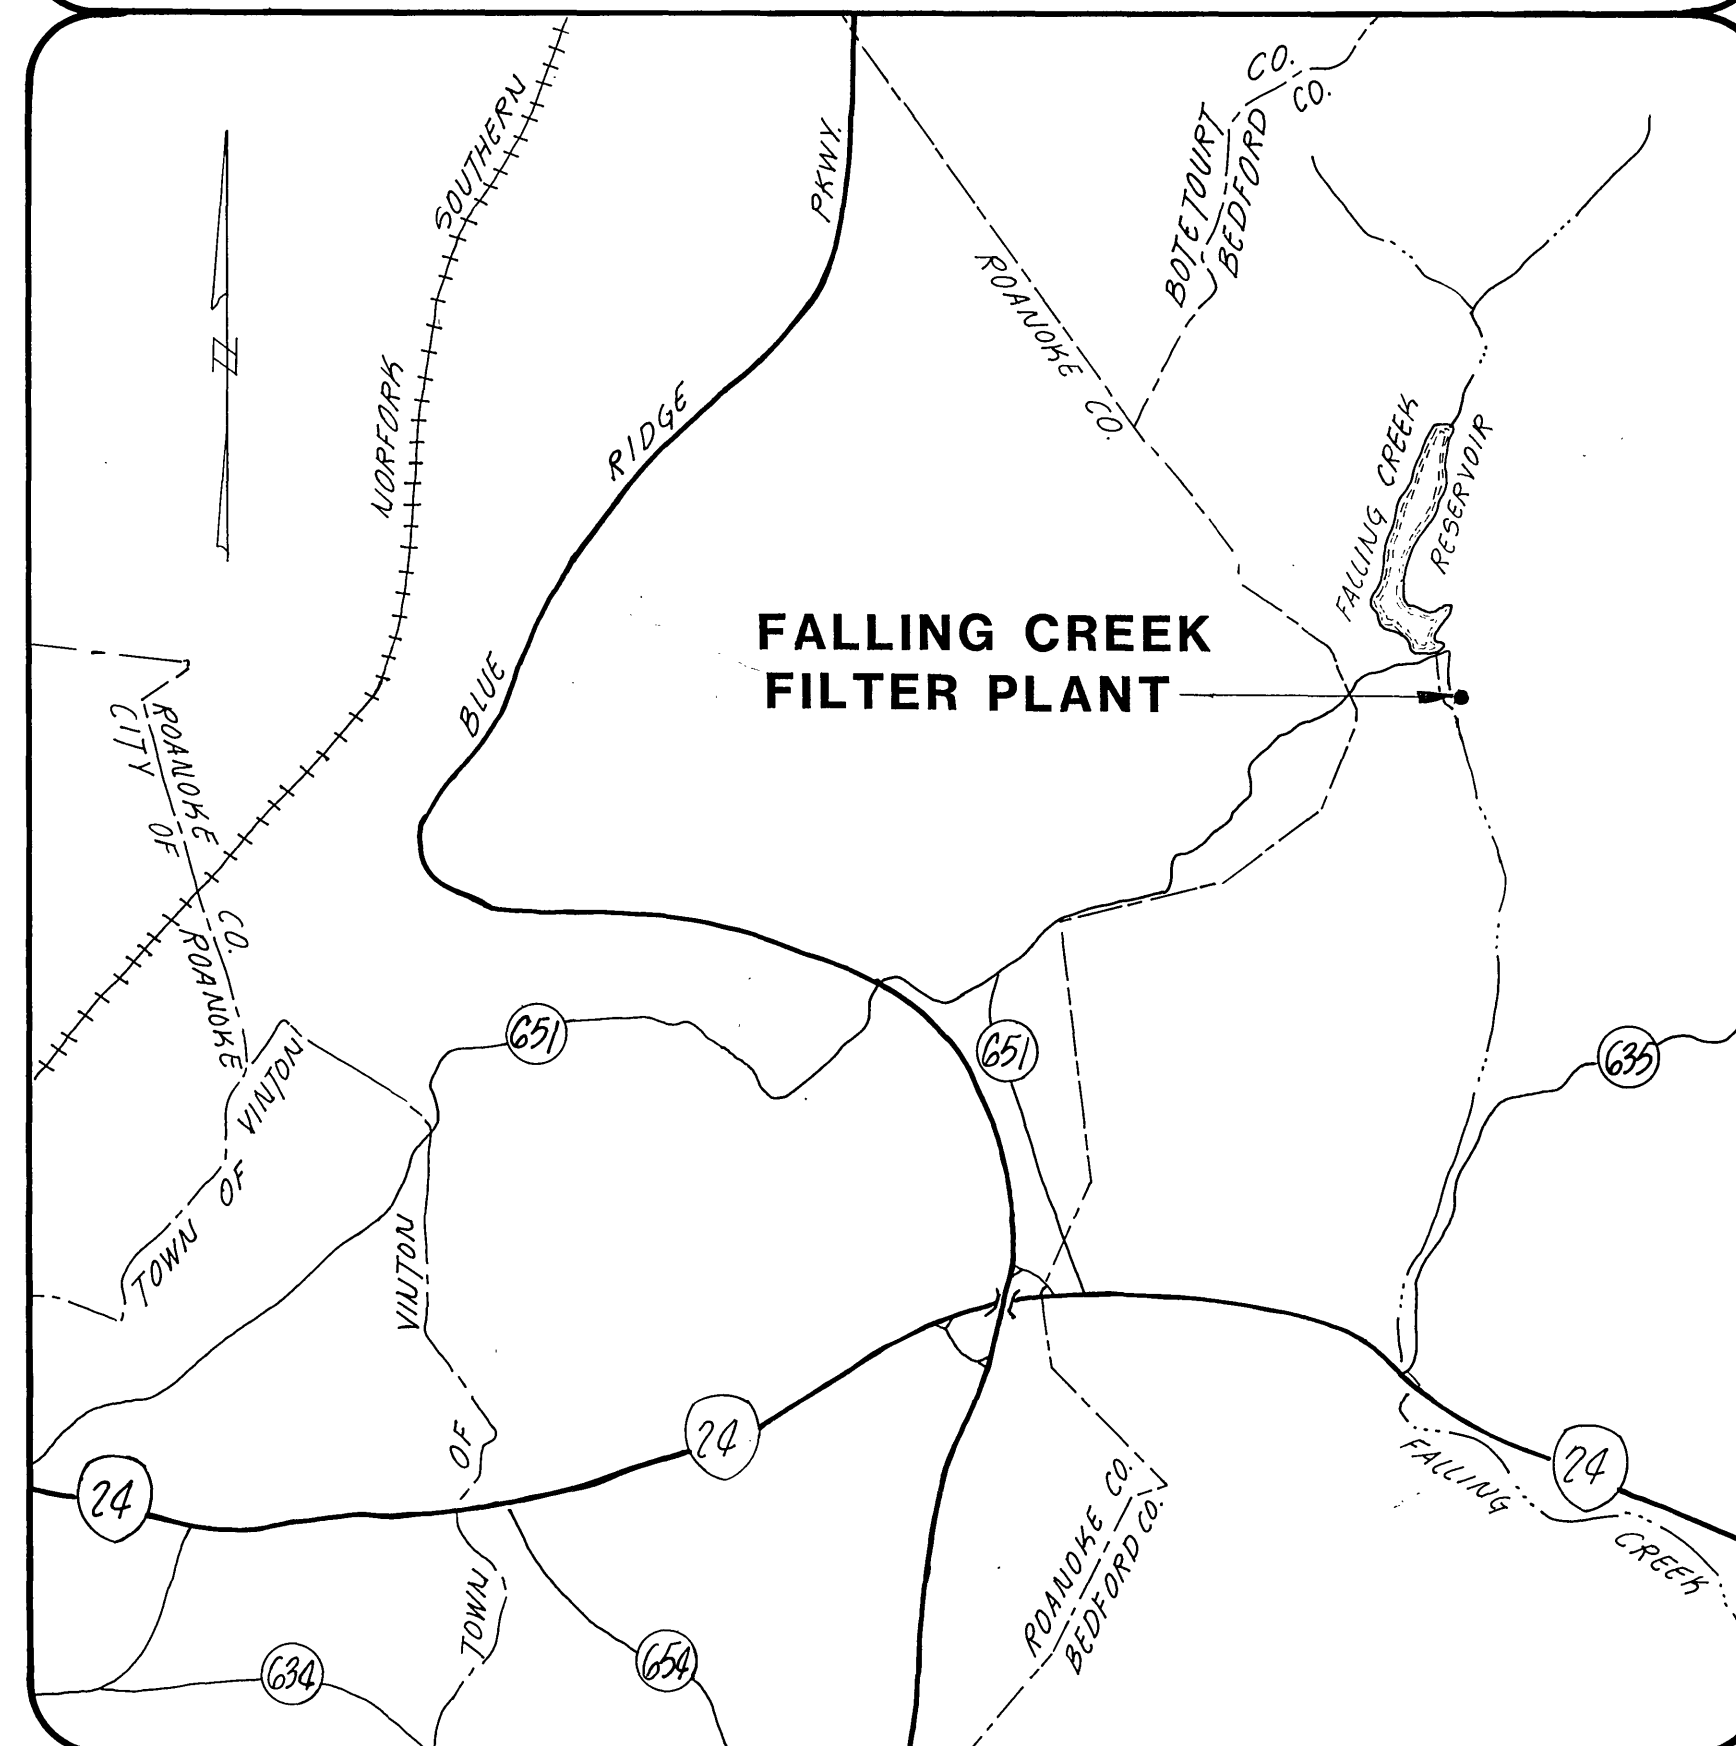 SOUTHERN
NORFORK
PKWY.
RIDGE
BLUE
ROANOKE CO.
BOTETOURT CO.
BEDFORD CO.
N
FALLING CREEK
RESERVOIR
FALLING CREEK
FILTER PLANT
ROANOKE CO.
CITY OF ROANOKE
TOWN OF VINTON
651
651
635
TOWN OF VINTON
24
24
24
FALLING CREEK
ROANOKE CO.
BEDFORD CO.
634
654